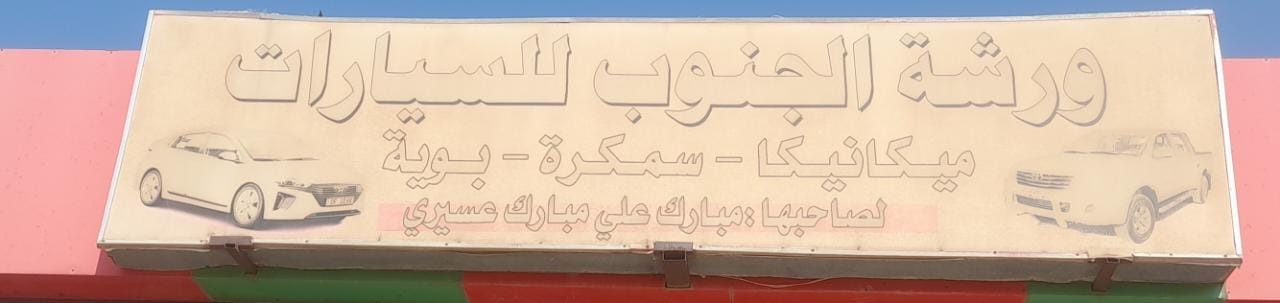 ورشة الجنوب للسيارات
ميكانيكا - سمكرة - بوية
لصاحبها : مبارك علي مبارك عسيري